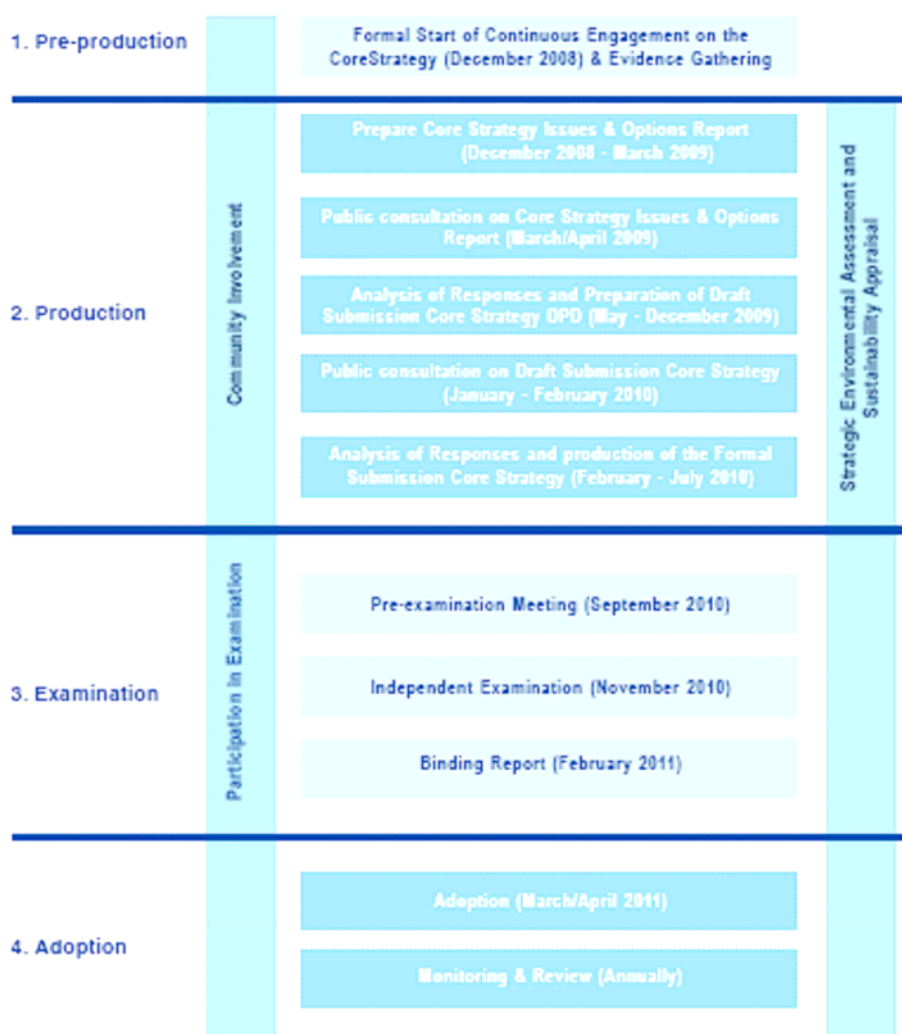 1. Pre-production
Formal Start of Continuous Engagement on the
CoreStrategy (December 2008) & Evidence Gathering
2. Production
Community Involvement
Prepare Core Strategy Issues & Options Report
(December 2008 - March 2009)
Public consultation on Core Strategy Issues & Options
Report (March/April 2009)
Analysis of Responses and Preparation of Draft
Submission Core Strategy DPD (May - December 2009)
Public consultation on Draft Submission Core Strategy
(January - February 2010)
Analysis of Responses and production of the Formal
Submission Core Strategy (February - July 2010)
Strategic Environmental Assessment and
Sustainability Appraisal
3. Examination
Participation in Examination
Pre-examination Meeting (September 2010)
Independent Examination (November 2010)
Binding Report (February 2011)
4. Adoption
Adoption (March/April 2011)
Monitoring & Review (Annually)